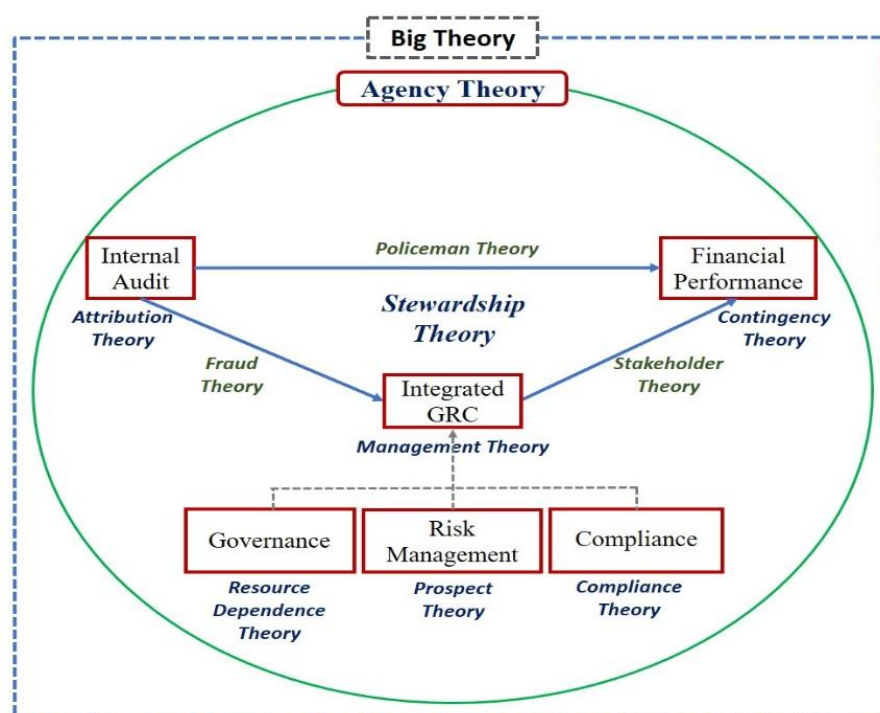 Big Theory
Agency Theory
Internal
Audit
Policeman Theory
Financial
Performance
Attribution
Theory
Stewardship
Theory
Contingency
Theory
Fraud
Theory
Stakeholder
Theory
Integrated
GRC
Management Theory
Governance
Risk
Management
Compliance
Resource
Dependence
Theory
Prospect
Theory
Compliance
Theory